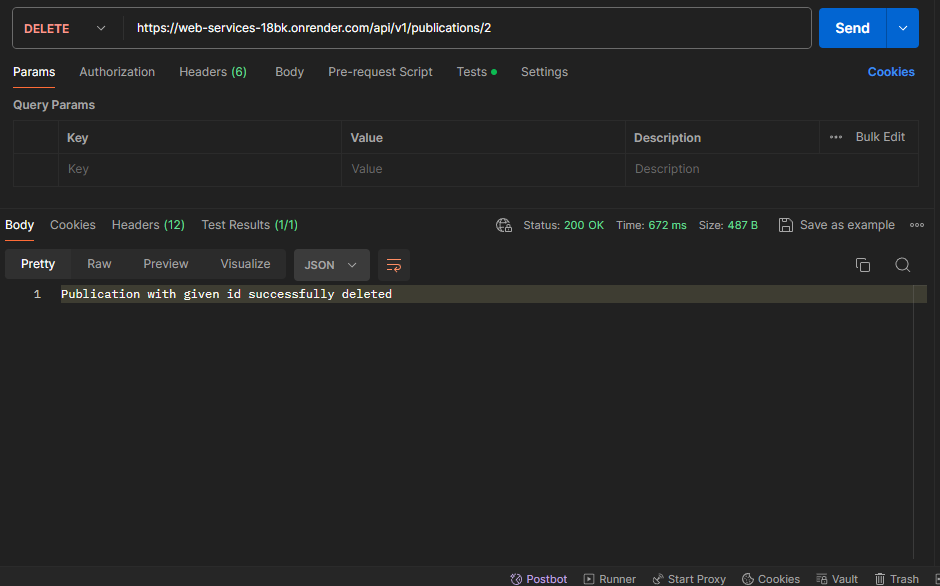 DELETE https://web-services-18bk.onrender.com/api/v1/publications/2 Send
Params Authorization Headers (6) Body Pre-request Script Tests Settings Cookies
Query Params
Key Value Description Bulk Edit
Key Value Description
Body Cookies Headers (12) Test Results (1/1) Status: 200 OK Time: 672 ms Size: 487 B Save as example
Pretty Raw Preview Visualize JSON
1 Publication with given id successfully deleted
Postbot Runner Start Proxy Cookies Vault Trash